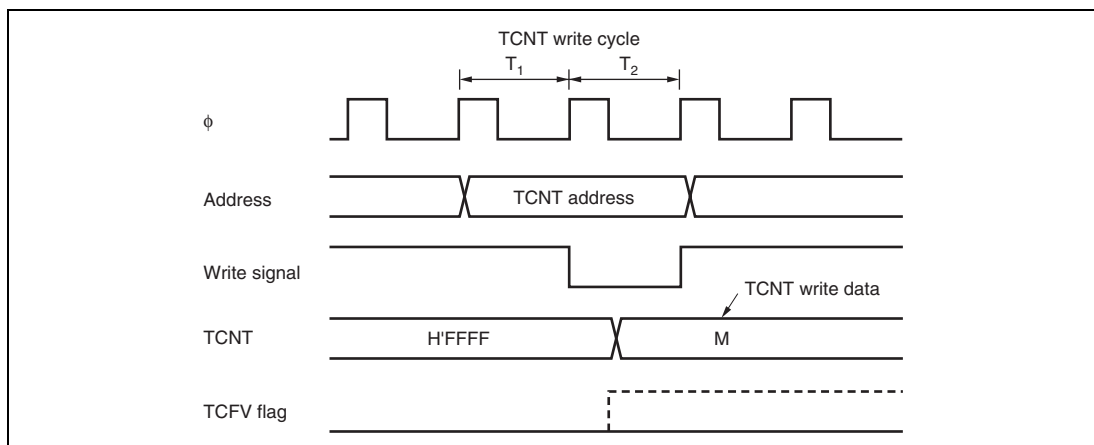 TCNT write cycle
T1 T2
ϕ
Address TCNT address
Write signal
TCNT write data
TCNT H'FFFF M
TCFV flag